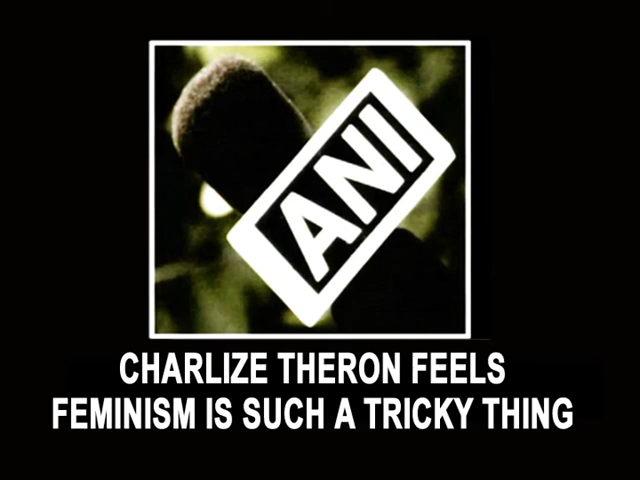 ANI
CHARLIZE THERON FEELS
FEMINISM IS SUCH A TRICKY THING